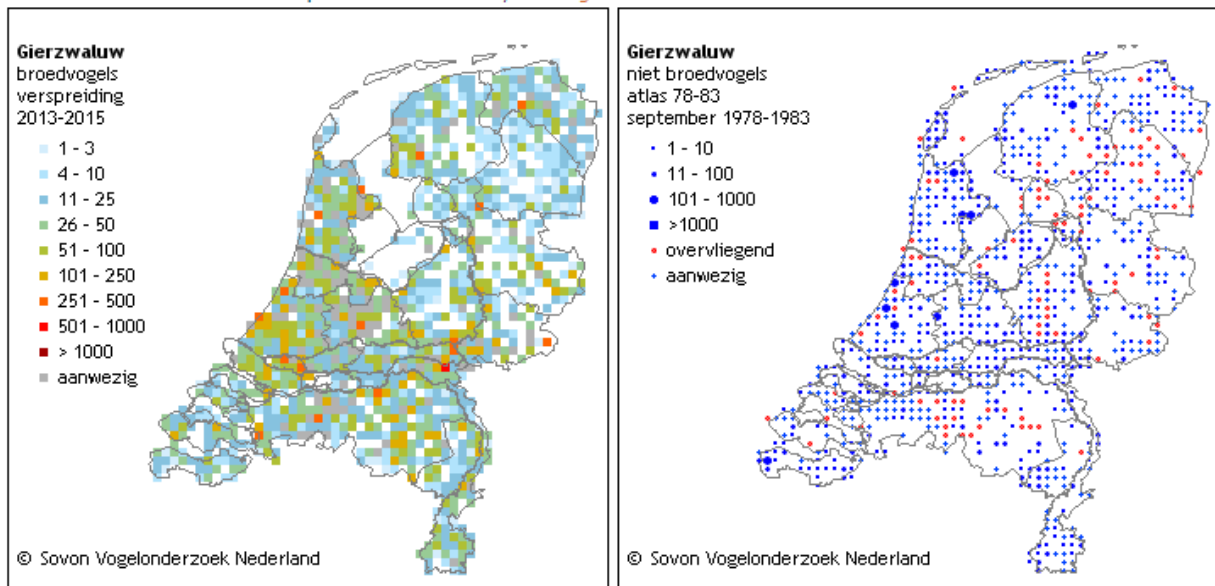 Gierzwaluw
broedvogels
verspreiding
2013-2015
1 - 3
4 - 10
11 - 25
26 - 50
51 - 100
101 - 250
251 - 500
501 - 1000
> 1000
aanwezig
© Sovon Vogelonderzoek Nederland
Gierzwaluw
niet broedvogels
atlas 78-83
september 1978-1983
1 - 10
11 - 100
101 - 1000
>1000
overvliegend
aanwezig
© Sovon Vogelonderzoek Nederland